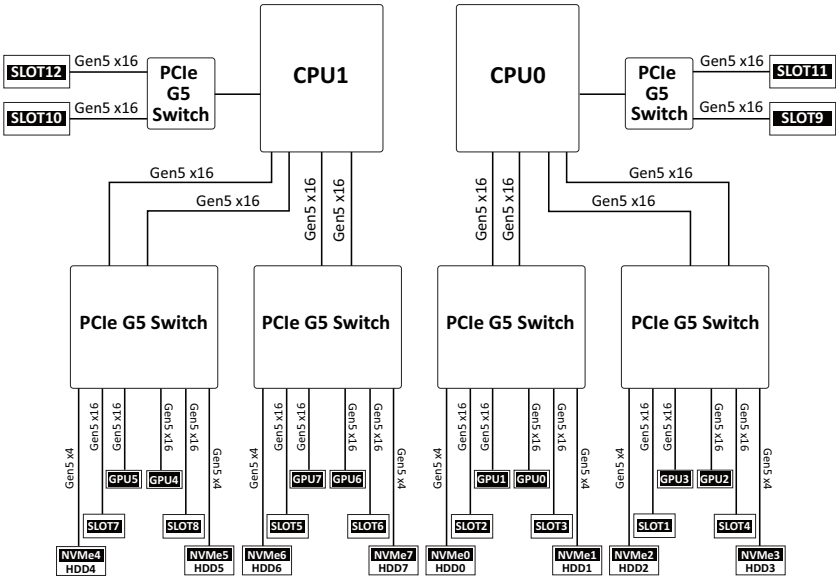 CPU1
CPU0
SLOT12
Gen5 x16
PCIe
G5
Switch
SLOT10
Gen5 x16
PCIe
G5
Switch
Gen5 x16
SLOT11
Gen5 x16
SLOT9
Gen5 x16
Gen5 x16
Gen5 x16
Gen5 x16
Gen5 x16
Gen5 x16
Gen5 x16
Gen5 x16
PCIe G5 Switch
PCIe G5 Switch
PCIe G5 Switch
PCIe G5 Switch
Gen5 x4
Gen5 x16
Gen5 x16
Gen5 x16
Gen5 x16
Gen5 x4
Gen5 x4
Gen5 x16
Gen5 x16
Gen5 x16
Gen5 x16
Gen5 x4
Gen5 x4
Gen5 x16
Gen5 x16
Gen5 x16
Gen5 x16
Gen5 x4
Gen5 x4
Gen5 x16
Gen5 x16
Gen5 x16
Gen5 x16
Gen5 x4
GPU5
GPU4
GPU7
GPU6
GPU1
GPU0
GPU3
GPU2
SLOT7
SLOT8
SLOT5
SLOT6
SLOT2
SLOT3
SLOT1
SLOT4
NVMe4
HDD4
NVMe5
HDD5
NVMe6
HDD6
NVMe7
HDD7
NVMe0
HDD0
NVMe1
HDD1
NVMe2
HDD2
NVMe3
HDD3